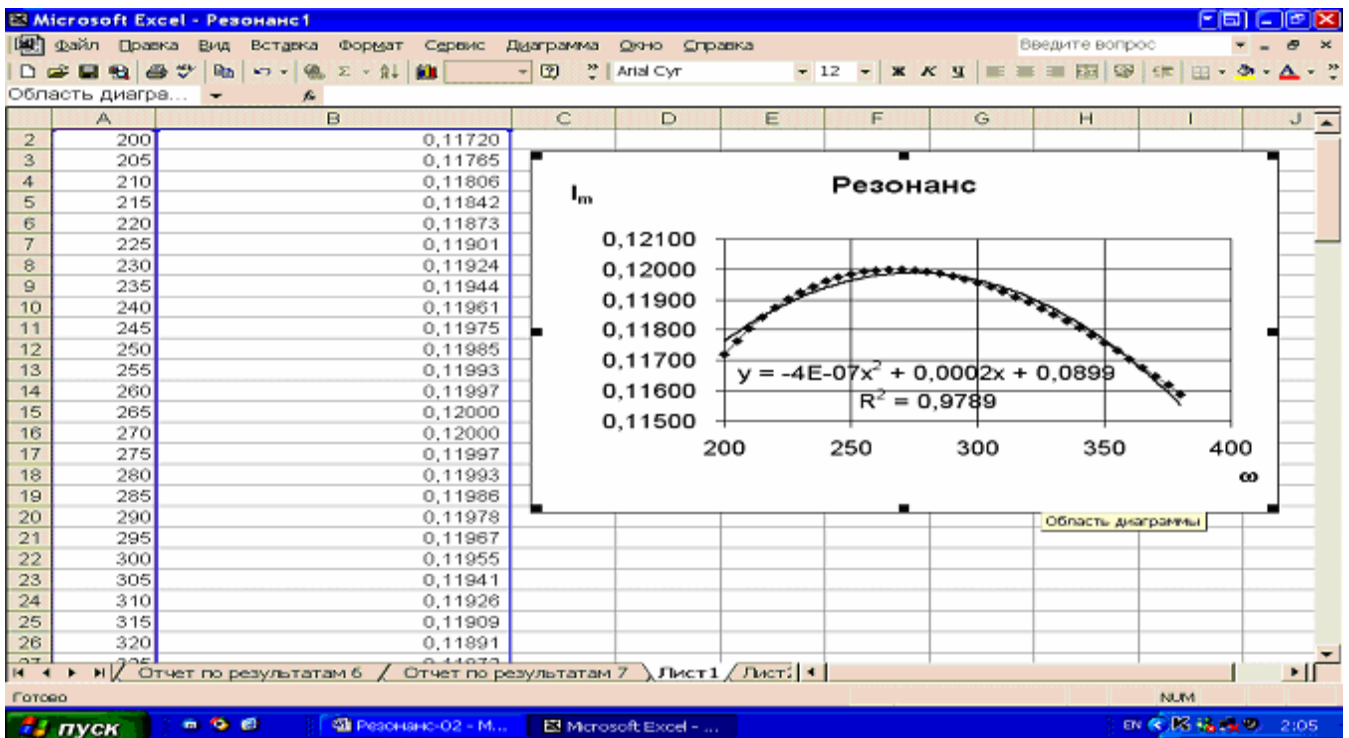 Microsoft Excel - Резонанс1
Файл Правка Вид Вставка Формат Сервис Диаграмма Окно Справка Введите вопрос
Arial Cyr 12 Ж К Ч
Область диагра... fx
A B C D E F G H I J
2 200 0,11720
3 205 0,11765
4 210 0,11806
5 215 0,11842
6 220 0,11873
7 225 0,11901
8 230 0,11924
9 235 0,11944
10 240 0,11961
11 245 0,11975
12 250 0,11985
13 255 0,11993
14 260 0,11997
15 265 0,12000
16 270 0,12000
17 275 0,11997
18 280 0,11993
19 285 0,11986
20 290 0,11978
21 295 0,11967
22 300 0,11955
23 305 0,11941
24 310 0,11926
25 315 0,11909
26 320 0,11891
Резонанс
Im
0,12100
0,12000
0,11900
0,11800
0,11700
0,11600
0,11500
y = -4E-07x² + 0,0002x + 0,0899
R² = 0,9789
200 250 300 350 400
ω
Область диаграммы
Отчет по результатам 6 Отчет по результатам 7 Лист1
Готово NUM
пуск Резонанс-02 - M... Microsoft Excel - ... EN 2:05